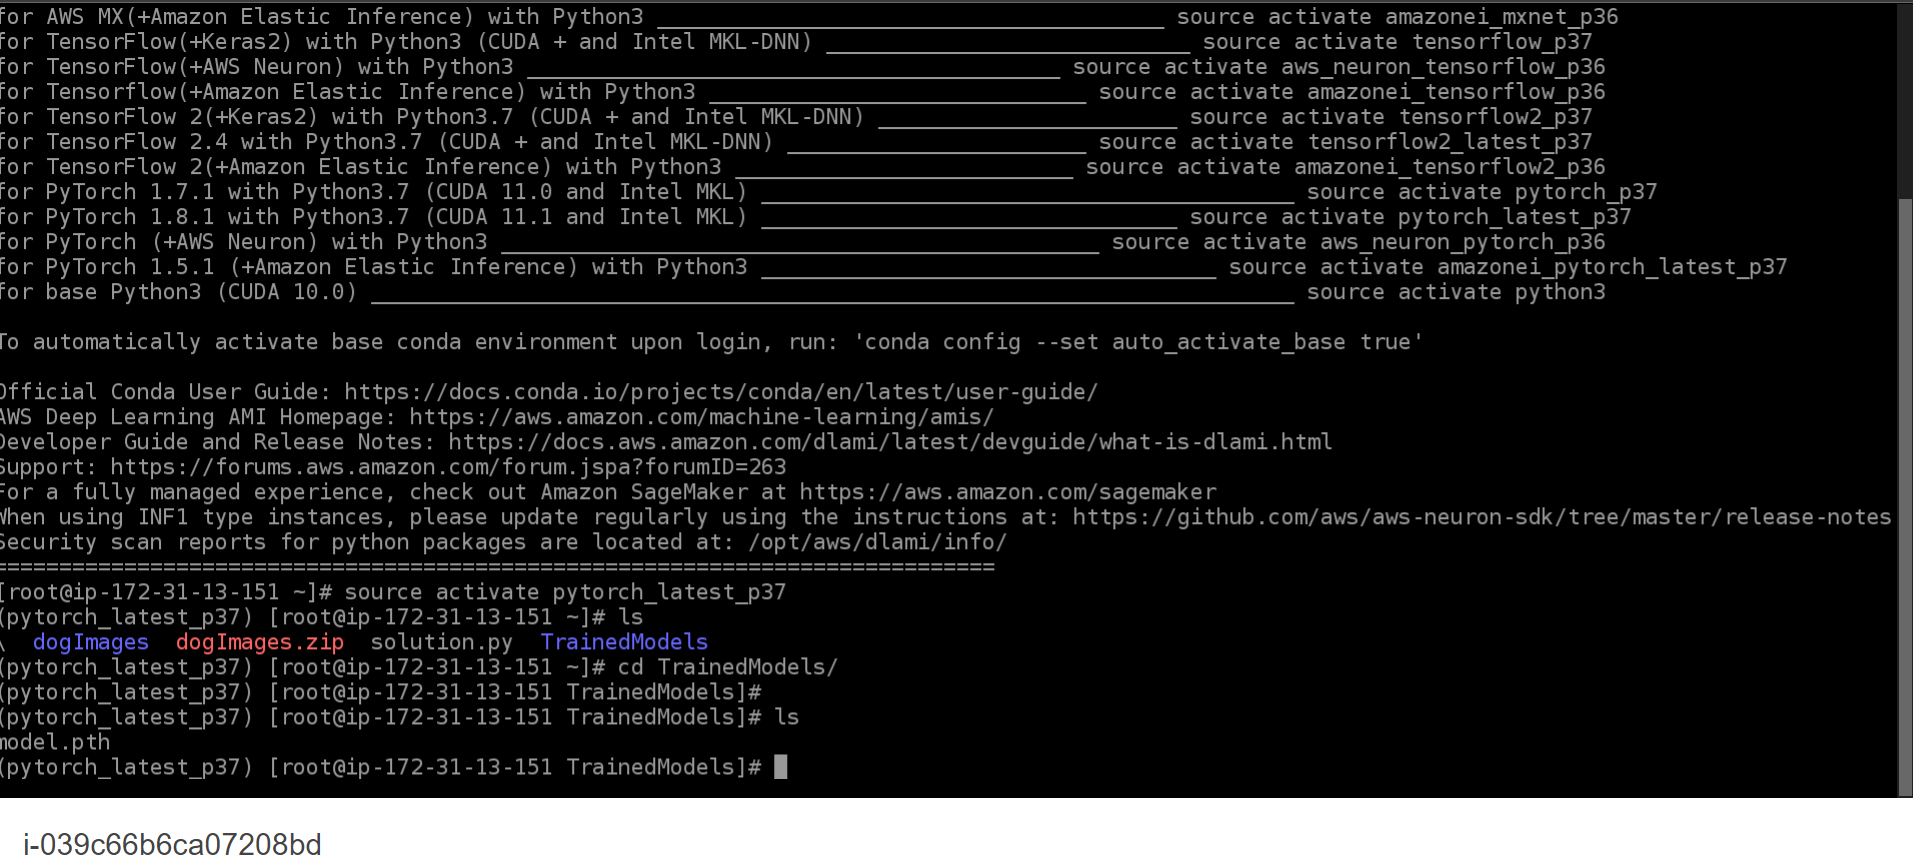 for AWS MX(+Amazon Elastic Inference) with Python3 _______________________________________ source activate amazonei_mxnet_p36
for TensorFlow(+Keras2) with Python3 (CUDA + and Intel MKL-DNN) ____________________________ source activate tensorflow_p37
for TensorFlow(+AWS Neuron) with Python3 _________________________________________ source activate aws_neuron_tensorflow_p36
for Tensorflow(+Amazon Elastic Inference) with Python3 _____________________________ source activate amazonei_tensorflow_p36
for TensorFlow 2(+Keras2) with Python3.7 (CUDA + and Intel MKL-DNN) _______________________ source activate tensorflow2_p37
for TensorFlow 2.4 with Python3.7 (CUDA + and Intel MKL-DNN) _______________________ source activate tensorflow2_latest_p37
for TensorFlow 2(+Amazon Elastic Inference) with Python3 __________________________ source activate amazonei_tensorflow2_p36
for PyTorch 1.7.1 with Python3.7 (CUDA 11.0 and Intel MKL) _________________________________________ source activate pytorch_p37
for PyTorch 1.8.1 with Python3.7 (CUDA 11.1 and Intel MKL) ________________________________ source activate pytorch_latest_p37
for PyTorch (+AWS Neuron) with Python3 ______________________________________________ source activate aws_neuron_pytorch_p36
for PyTorch 1.5.1 (+Amazon Elastic Inference) with Python3 ___________________________________ source activate amazonei_pytorch_latest_p37
for base Python3 (CUDA 10.0) _______________________________________________________________________ source activate python3
To automatically activate base conda environment upon login, run: 'conda config --set auto_activate_base true'
Official Conda User Guide: https://docs.conda.io/projects/conda/en/latest/user-guide/
AWS Deep Learning AMI Homepage: https://aws.amazon.com/machine-learning/amis/
Developer Guide and Release Notes: https://docs.aws.amazon.com/dlami/latest/devguide/what-is-dlami.html
Support: https://forums.aws.amazon.com/forum.jspa?forumID=263
For a fully managed experience, check out Amazon SageMaker at https://aws.amazon.com/sagemaker
When using INF1 type instances, please update regularly using the instructions at: https://github.com/aws/aws-neuron-sdk/tree/master/release-notes
Security scan reports for python packages are located at: /opt/aws/dlami/info/
=============================================================================
[root@ip-172-31-13-151 ~]# source activate pytorch_latest_p37
(pytorch_latest_p37) [root@ip-172-31-13-151 ~]# ls
\  dogImages  dogImages.zip  solution.py  TrainedModels
(pytorch_latest_p37) [root@ip-172-31-13-151 ~]# cd TrainedModels/
(pytorch_latest_p37) [root@ip-172-31-13-151 TrainedModels]#
(pytorch_latest_p37) [root@ip-172-31-13-151 TrainedModels]# ls
model.pth
(pytorch_latest_p37) [root@ip-172-31-13-151 TrainedModels]#
i-039c66b6ca07208bd